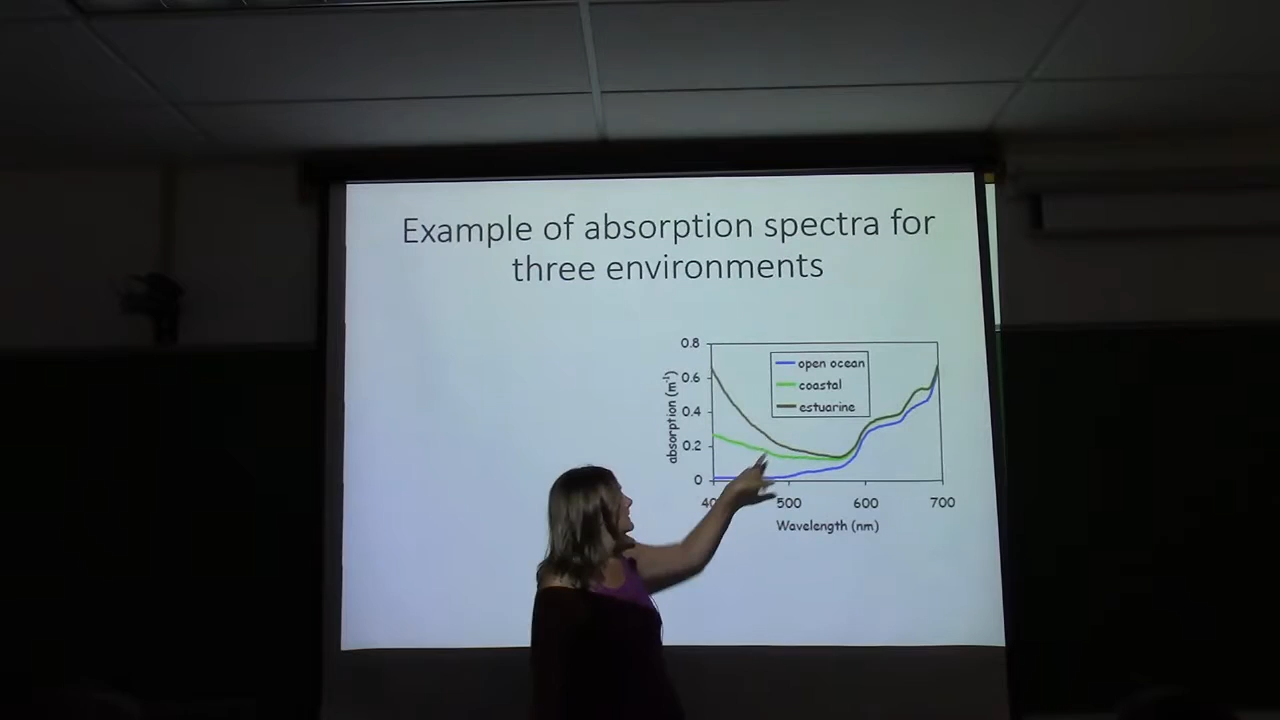 Example of absorption spectra for
three environments
0.8
0.6
0.4
0.2
0
absorption (m⁻¹)
open ocean
coastal
estuarine
40
500
600
700
Wavelength (nm)